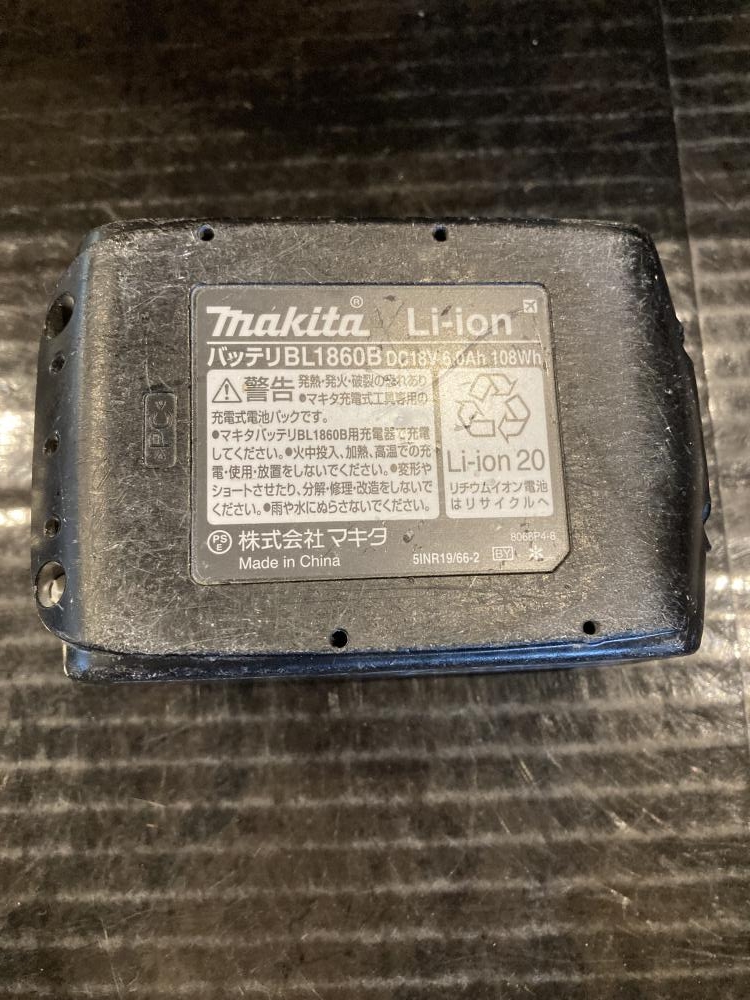 makita® Li-ion
バッテリBL1860B DC18V 6.0Ah 108Wh
警告 発熱・発火・破裂の恐れあり
●マキタ充電式工具専用の
充電式電池パックです。
●マキタバッテリBL1860B用充電器で充電
してください。●火中投入、加熱、高温での充
電・使用・放置をしないでください。●変形や
ショートさせたり、分解・修理・改造をしないで
ください。●雨や水にぬらさないでください。
Li-ion 20
リチウムイオン電池
はリサイクルへ
PSE 株式会社 マキタ
Made in China
5INR19/66-2
BY
＊
>PC<